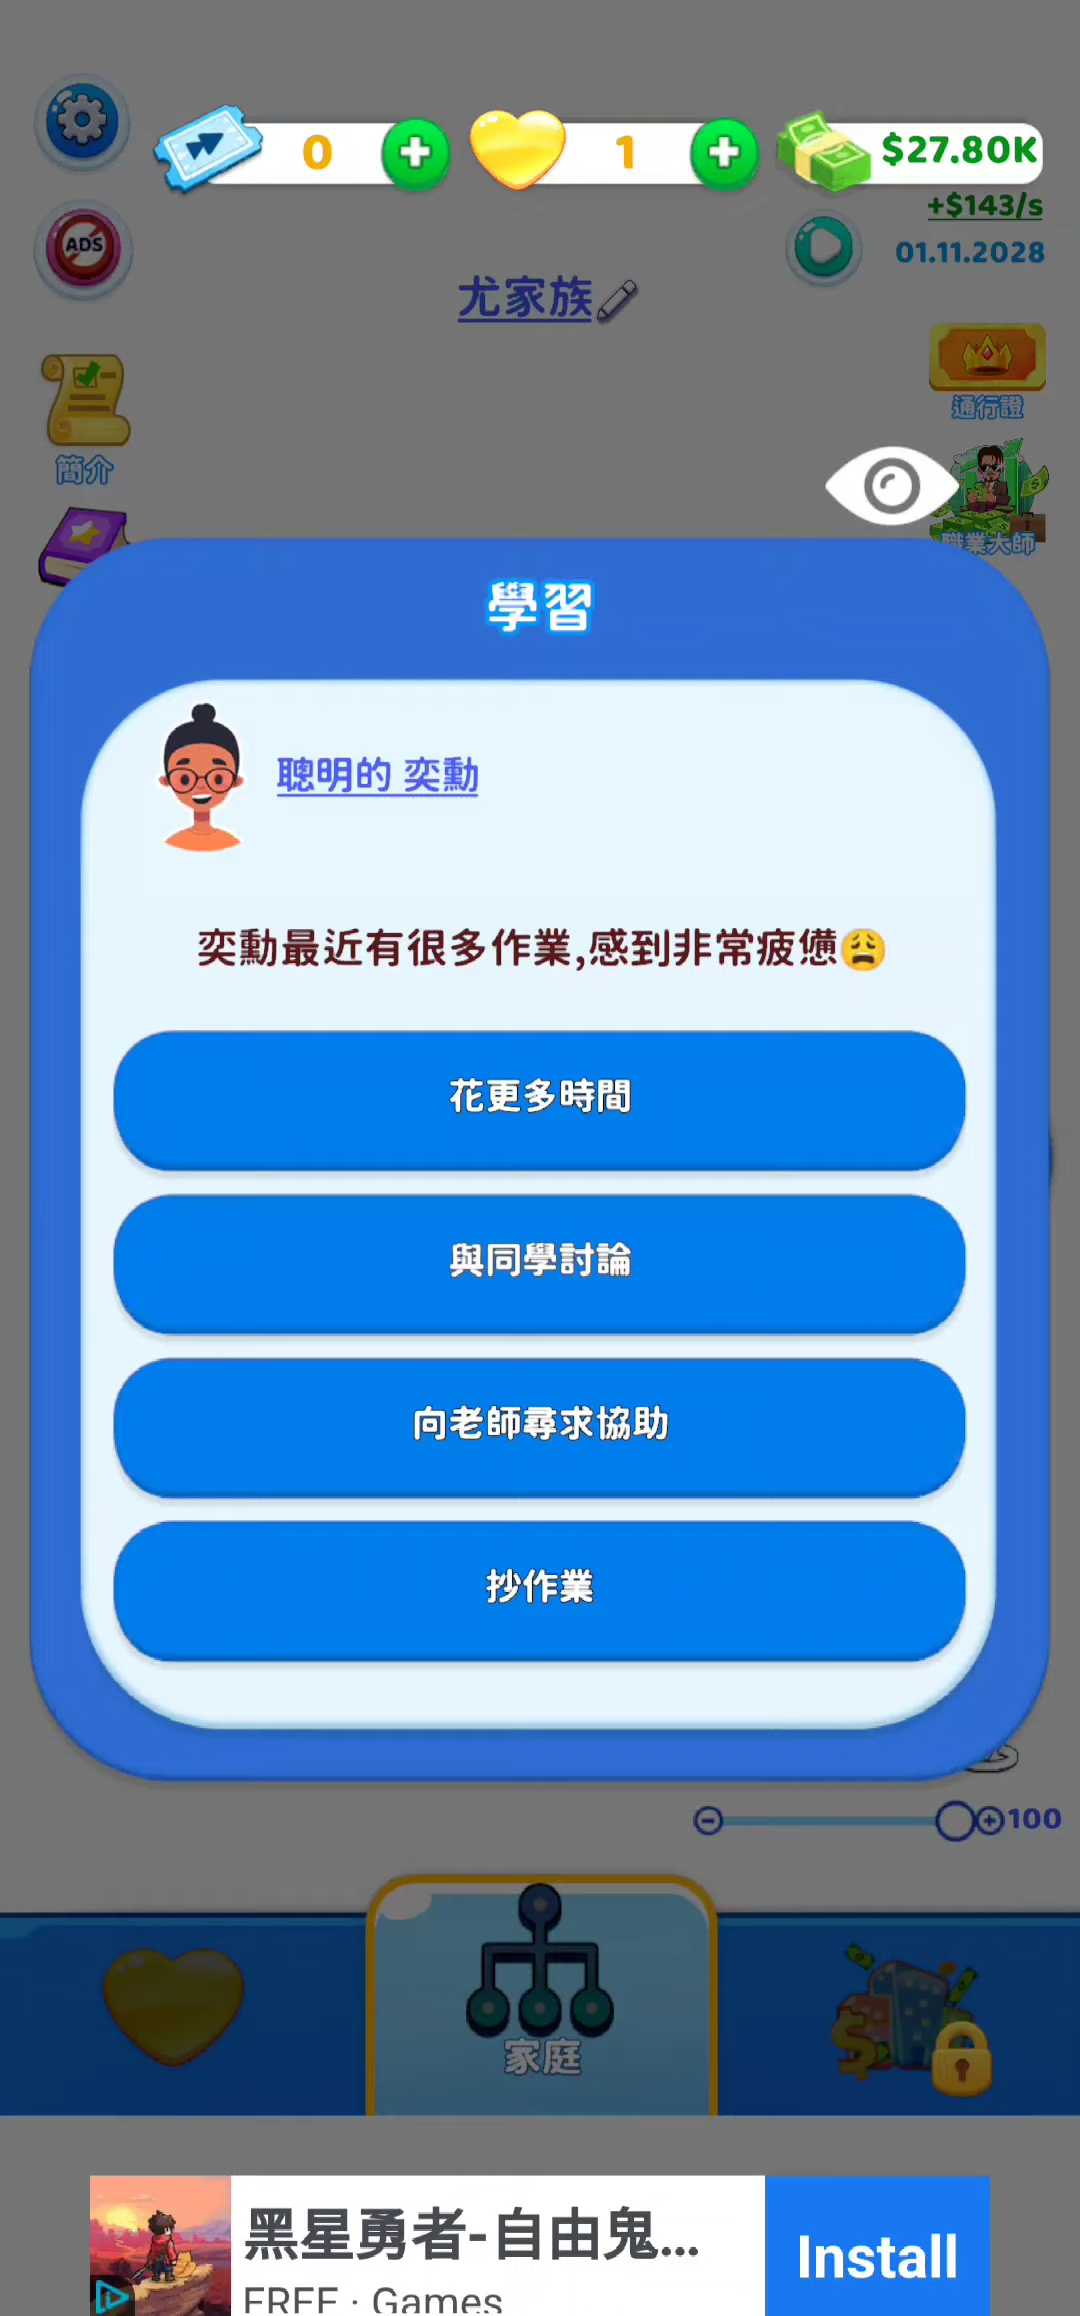 0
1
$27.80K
+$143/s
ADS
01.11.2028
尤家族
通行證
簡介
職業大師
學習
聰明的 奕勳
奕勳最近有很多作業,感到非常疲憊😩
花更多時間
與同學討論
向老師尋求協助
抄作業
100
家庭
黑星勇者-自由鬼...
FREE · Games
Install